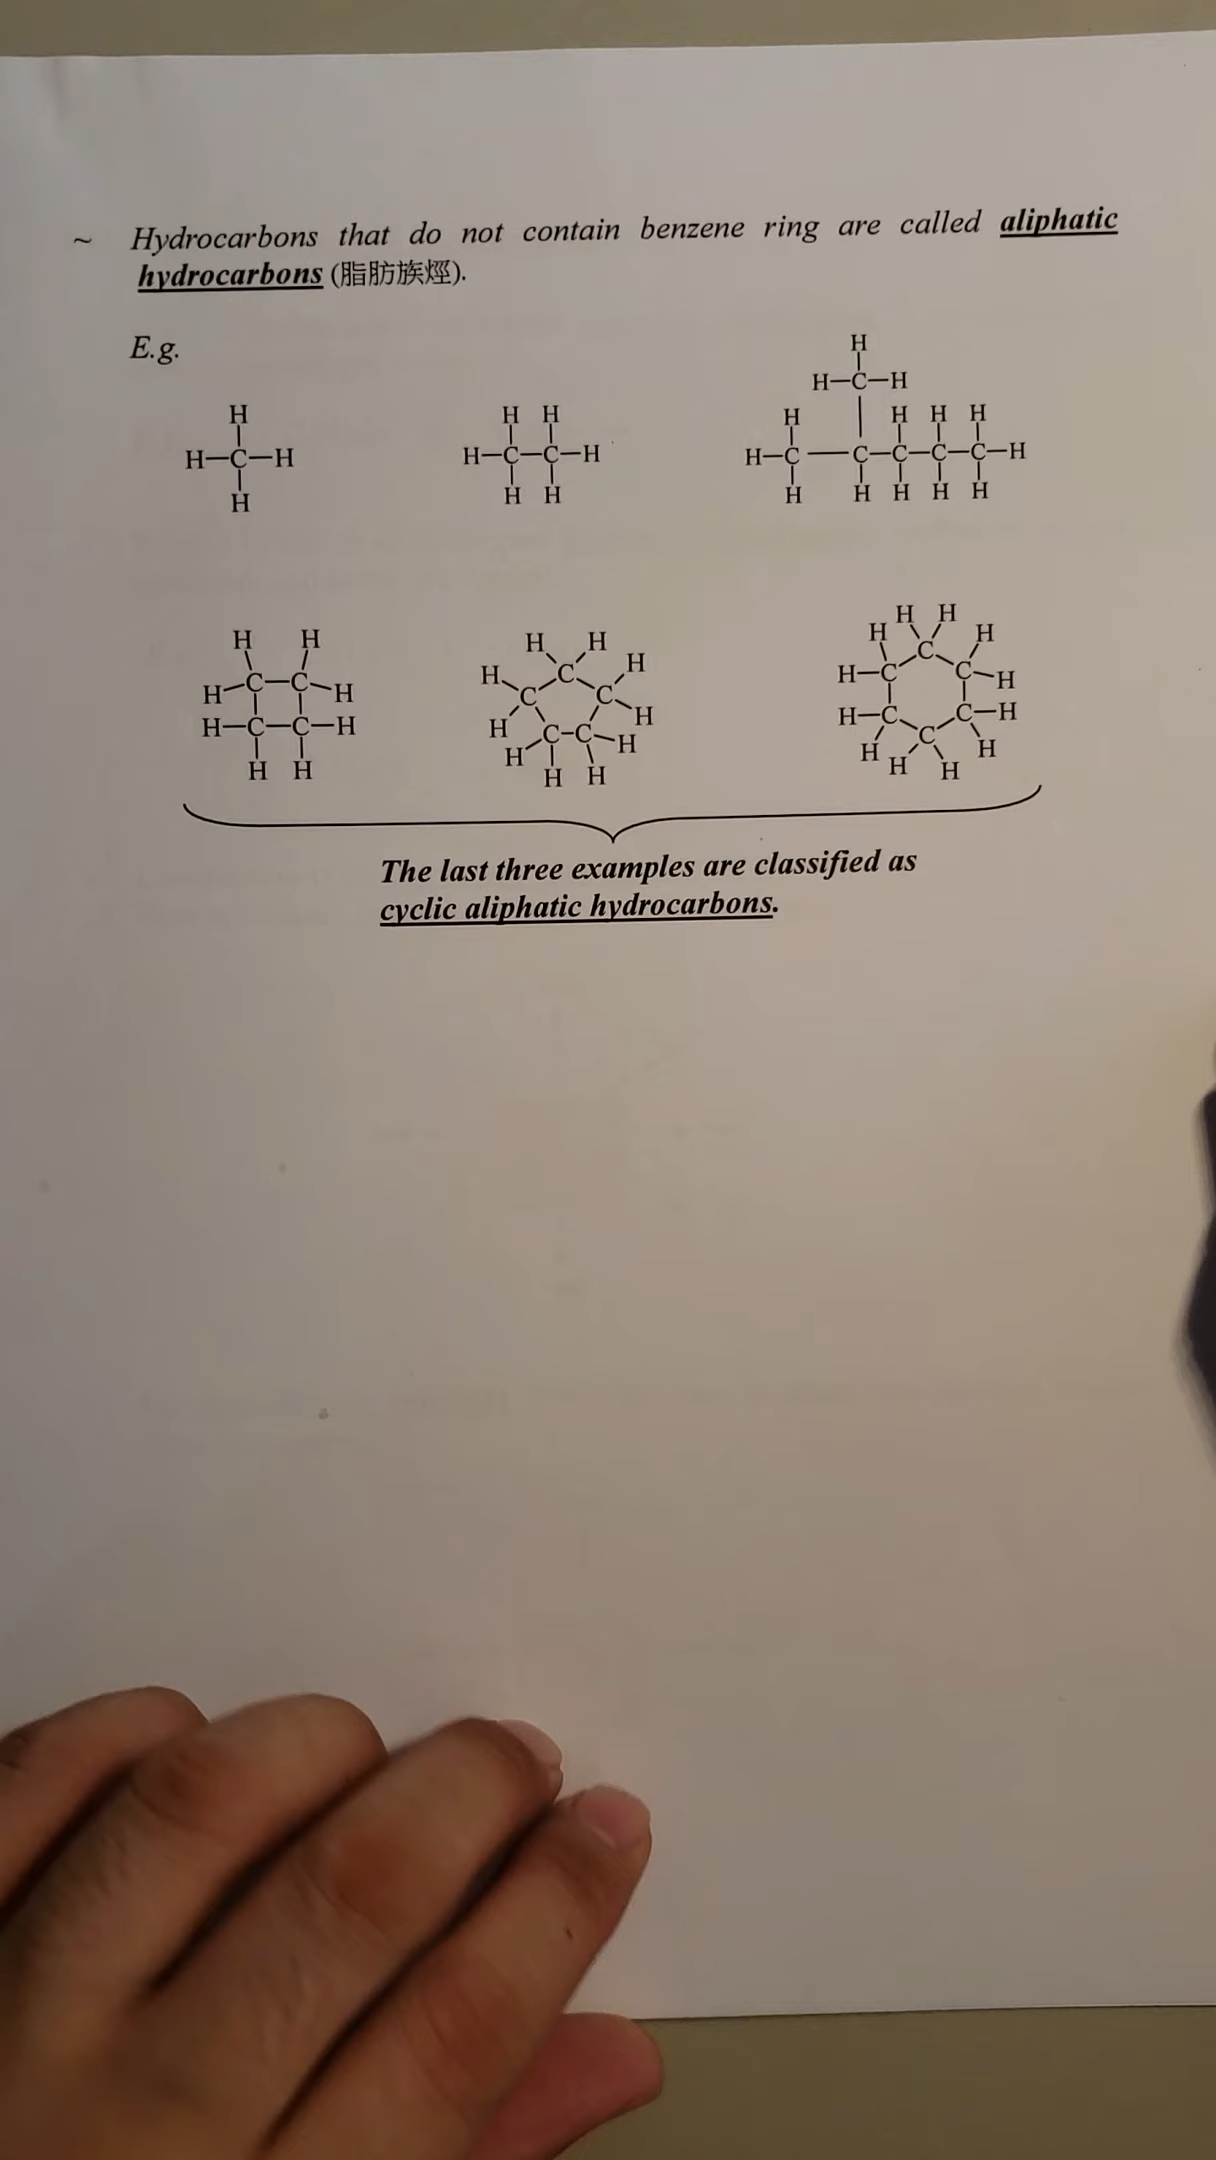 ~ Hydrocarbons that do not contain benzene ring are called aliphatic
hydrocarbons (脂肪族烴).
E.g.
H
H–C–H
H
H H
H–C–C–H
H H
H
H–C–H
H H H H
H–C–C–C–C–C–H
H H H H H
H H
H–C–C–H
H–C–C–H
H H
H H
H C H
C C
H H
H C–C H
H H
H H
H C H
H–C C–H
H–C C–H
H C H
H H
The last three examples are classified as
cyclic aliphatic hydrocarbons.